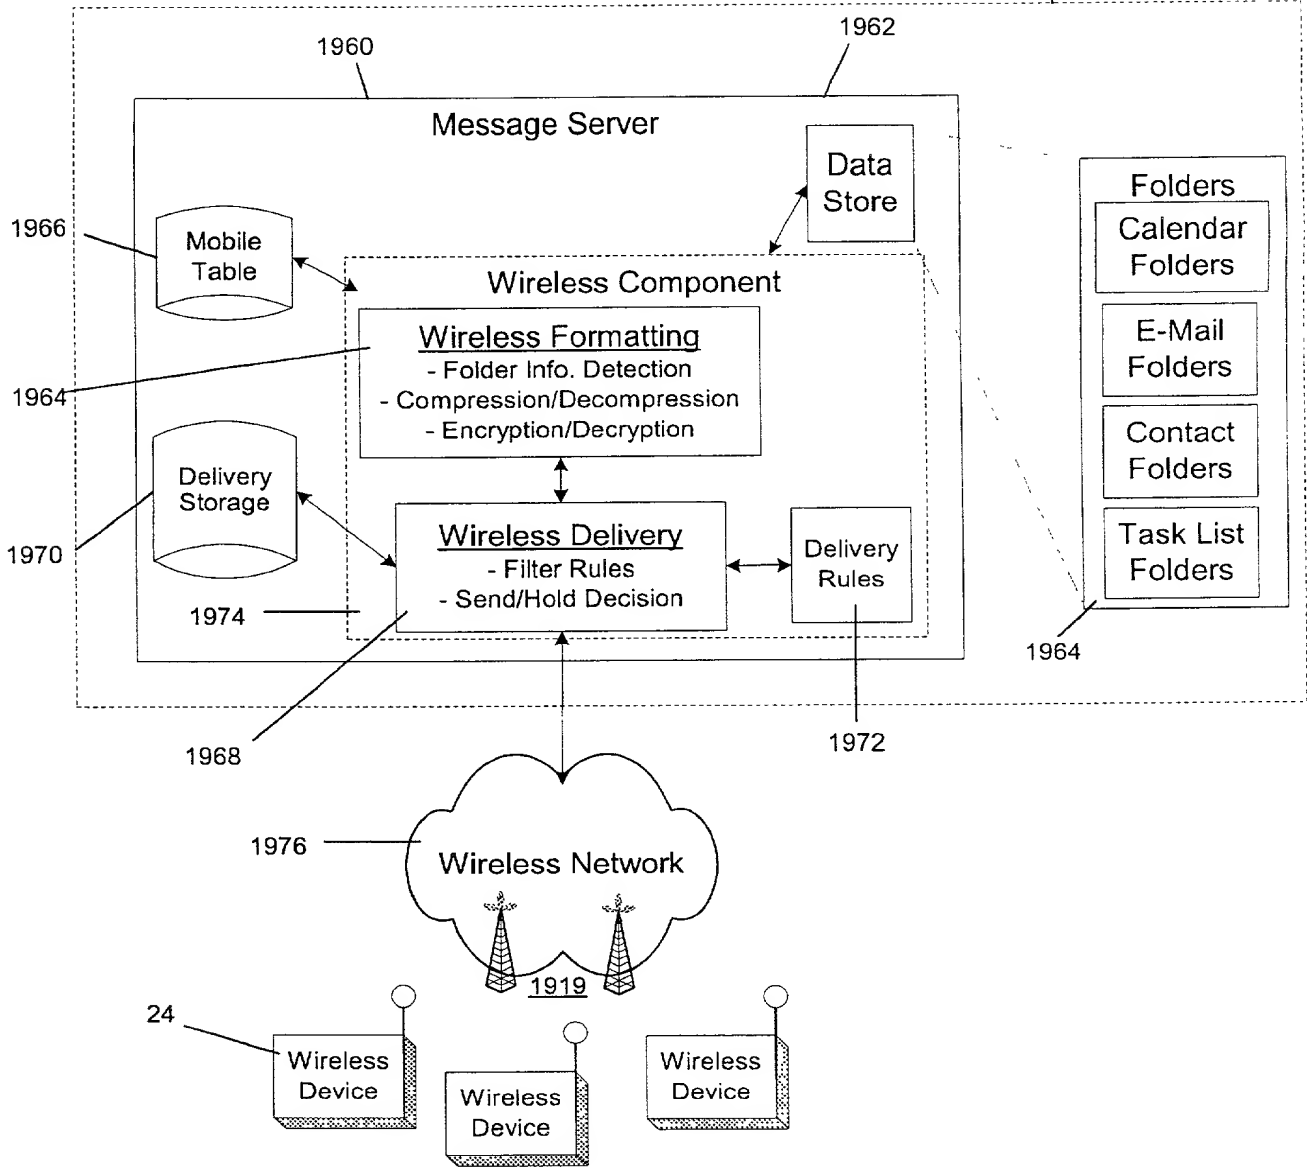 1960
1962
Message Server
Data
Store
Folders
Calendar
Folders
E-Mail
Folders
Contact
Folders
Task List
Folders
1964
1966
Mobile
Table
Wireless Component
Wireless Formatting
- Folder Info. Detection
- Compression/Decompression
- Encryption/Decryption
1964
Delivery
Storage
1970
Wireless Delivery
- Filter Rules
- Send/Hold Decision
Delivery
Rules
1974
1968
1972
1976
Wireless Network
1919
24
Wireless
Device
Wireless
Device
Wireless
Device